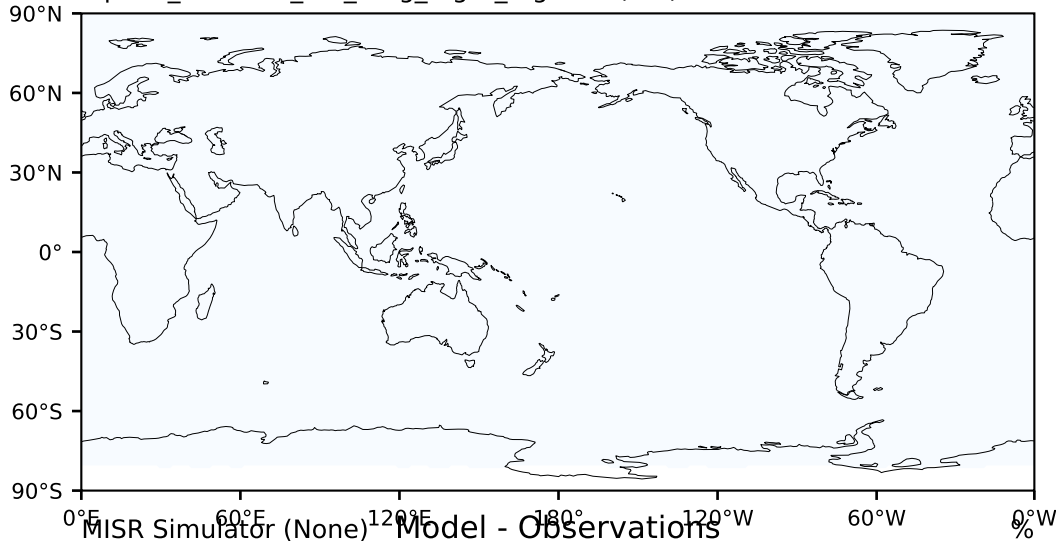 90°N
60°N
30°N
0°
30°S
60°S
90°S
0°E 60°E 120°E 180° 120°W 60°W 0°W
MISR Simulator (None) Model - Observations %